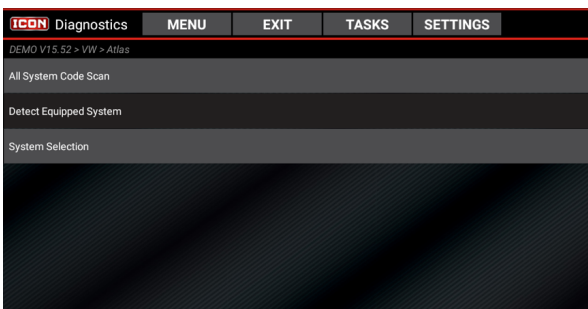 ICON Diagnostics MENU EXIT TASKS SETTINGS
DEMO V15.52 > VW > Atlas
All System Code Scan
Detect Equipped System
System Selection